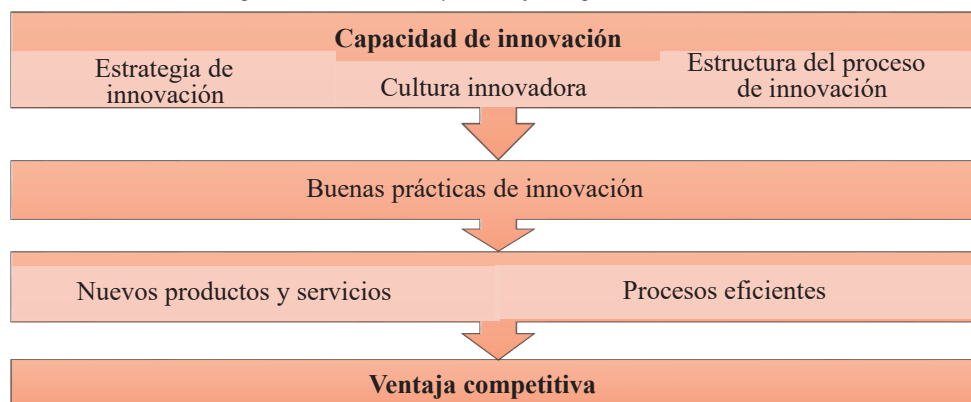 Capacidad de innovación
Estrategia de
innovación
Cultura innovadora
Estructura del proceso
de innovación
Buenas prácticas de innovación
Nuevos productos y servicios
Procesos eficientes
Ventaja competitiva